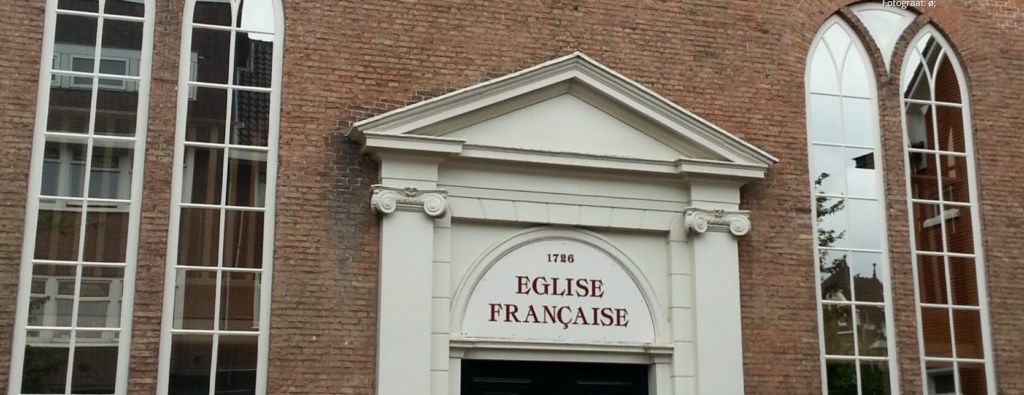 Fotograaf: ø;
1726
EGLISE
FRANÇAISE